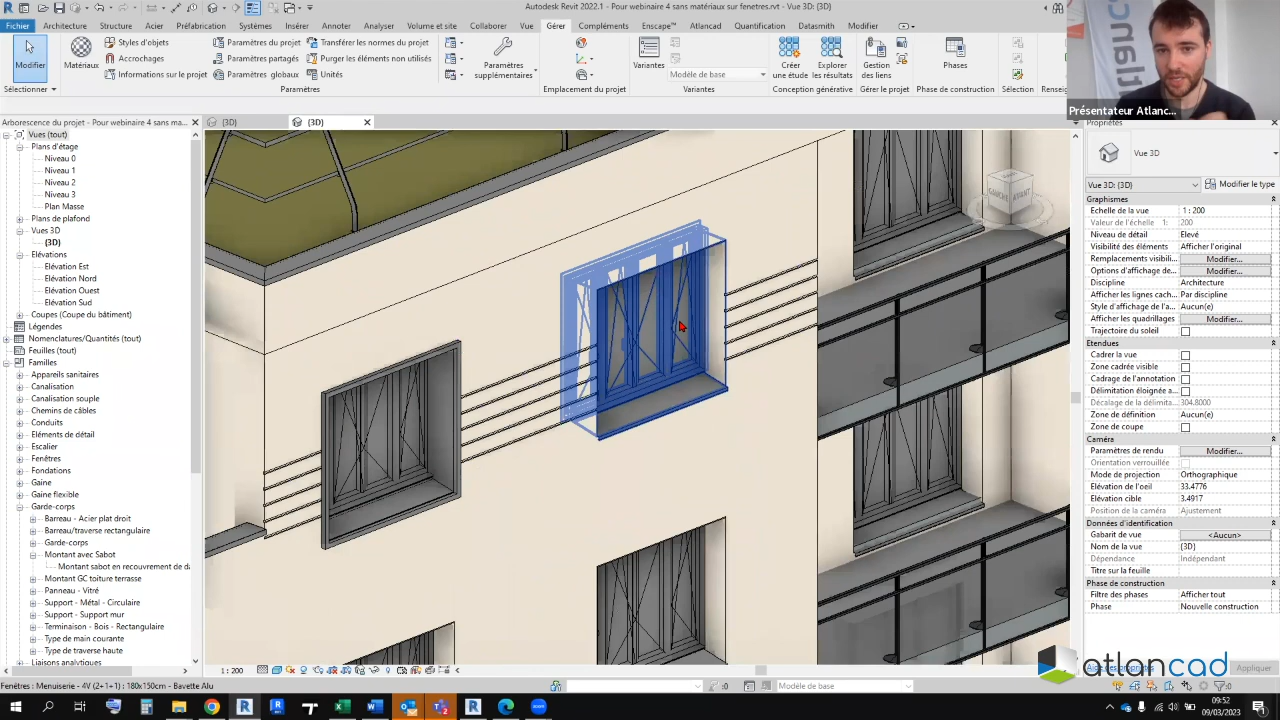 Autodesk Revit 2022.1 - Pour webinaire 4 sans matériaux sur fenetres.rvt - Vue 3D: {3D}
Fichier Architecture Structure Acier Préfabrication Systèmes Insérer Annoter Analyser Volume et site Collaborer Vue Gérer Compléments Enscape™ Atlas Quantification Datasmith Modifier
Modifier
Matériaux
Styles d'objets
Accrochages
Informations sur le projet
Paramètres du projet
Paramètres partagés
Paramètres globaux
Transférer les normes du projet
Purger les éléments non utilisés
Unités
Paramètres supplémentaires
Variantes
Modèle de base
Créer une étude
Explorer les résultats
Gestion des liens
Phases
Sélectionner Paramètres Emplacement du projet Variantes Conception générative Gérer le projet Phase de construction Sélection Renseig
Présentateur Atlanc...
Arborescence du projet - Pour webinaire 4 sans ma...
{3D} {3D}
Vues (tout)
Plans d'étage
Niveau 0
Niveau 1
Niveau 2
Niveau 3
Plan Masse
Plans de plafond
Vues 3D
{3D}
Elévations
Elévation Est
Elévation Nord
Elévation Ouest
Elévation Sud
Coupes (Coupe du bâtiment)
Légendes
Nomenclatures/Quantités (tout)
Feuilles (tout)
Familles
Appareils sanitaires
Canalisation
Canalisation souple
Chemins de câbles
Conduits
Eléments de détail
Escalier
Fenêtres
Fondations
Gaine
Gaine flexible
Garde-corps
Barreau - Acier plat droit
Barreau/traverse rectangulaire
Garde-corps
Montant avec Sabot
Montant sabot en recouvrement de da
Montant GC toiture terrasse
Panneau - Vitré
Support - Métal - Circulaire
Support - Support mur
Terminaison - Bois - Rectangulaire
Type de main courante
Type de traverse haute
Liaisons analytiques
GAUCHE AVANT
Propriétés
Vue 3D
Vue 3D: {3D} Modifier le type
Graphismes
Echelle de la vue 1 : 200
Valeur de l'échelle 1: 200
Niveau de détail Elevé
Visibilité des éléments Afficher l'original
Remplacements visibili... Modifier...
Options d'affichage de... Modifier...
Discipline Architecture
Afficher les lignes cach... Par discipline
Style d'affichage de l'a... Aucun(e)
Afficher les quadrillages Modifier...
Trajectoire du soleil
Etendues
Cadrer la vue
Zone cadrée visible
Cadrage de l'annotation
Délimitation éloignée a...
Décalage de la délimita... 304.8000
Zone de définition Aucun(e)
Zone de coupe
Caméra
Paramètres de rendu Modifier...
Orientation verrouillée
Mode de projection Orthographique
Elévation de l'oeil 33.4776
Elévation cible 3.4917
Position de la caméra Ajustement
Données d'identification
Gabarit de vue <Aucun>
Nom de la vue {3D}
Dépendance Indépendant
Titre sur la feuille
Phase de construction
Filtre des phases Afficher tout
Phase Nouvelle construction
Aide des propriétés Appliquer
atlancad
1 : 200
Fenêtres : Menuiserie - 4V (2+1+1) : 180x150cm - Bavette Alu
:0 Modèle de base :0
09:52
09/03/2023